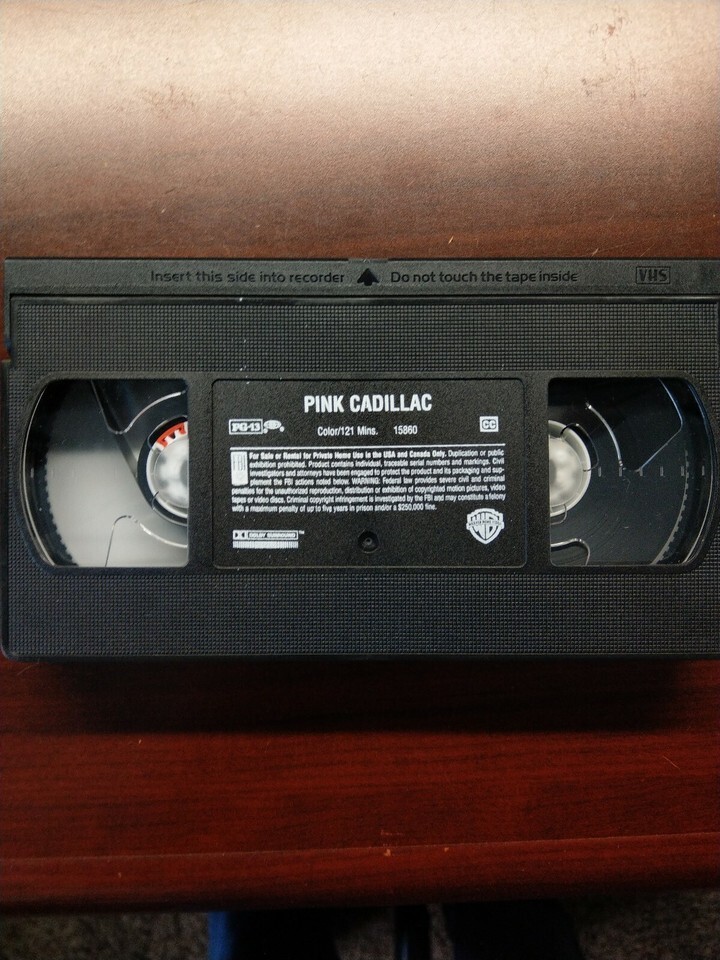 Insert this side into recorder Do not touch the tape inside VHS
PINK CADILLAC
PG-13
Color/121 Mins. 15860 CC
For Sale or Rental for Private Home Use in the USA and Canada Only. Duplication or public
exhibition prohibited. Product contains individual, traceable serial numbers and markings. Civil
investigators and attorneys have been engaged to protect the product and its packaging and sup-
plement the FBI actions noted below. WARNING: Federal law provides severe civil and criminal
penalties for the unauthorized reproduction, distribution or exhibition of copyrighted motion pictures, video
tapes or video discs. Criminal copyright infringement is investigated by the FBI and may constitute a felony
with a maximum penalty of up to five years in prison and/or a $250,000 fine.
DOLBY SURROUND TM